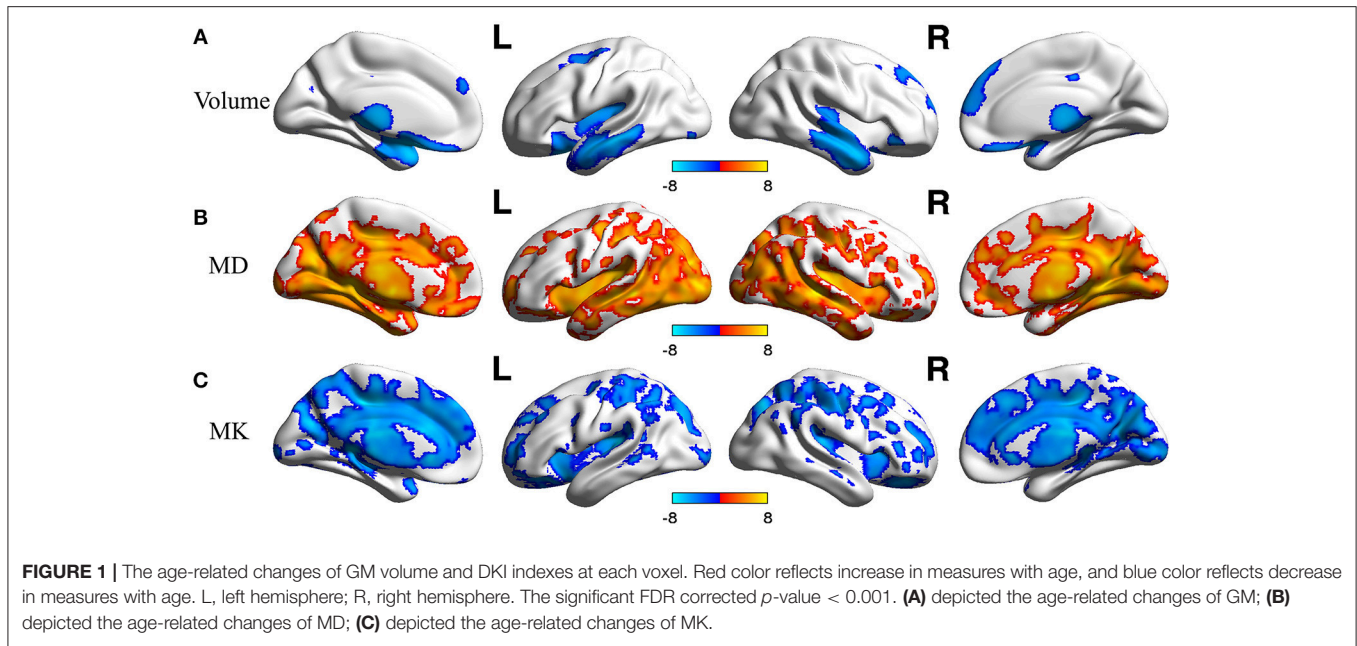 A
L
R
Volume
-8
8
B
L
R
MD
-8
8
C
L
R
MK
-8
8
FIGURE 1 | The age-related changes of GM volume and DKI indexes at each voxel. Red color reflects increase in measures with age, and blue color reflects decrease
in measures with age. L, left hemisphere; R, right hemisphere. The significant FDR corrected p-value < 0.001. (A) depicted the age-related changes of GM; (B)
depicted the age-related changes of MD; (C) depicted the age-related changes of MK.